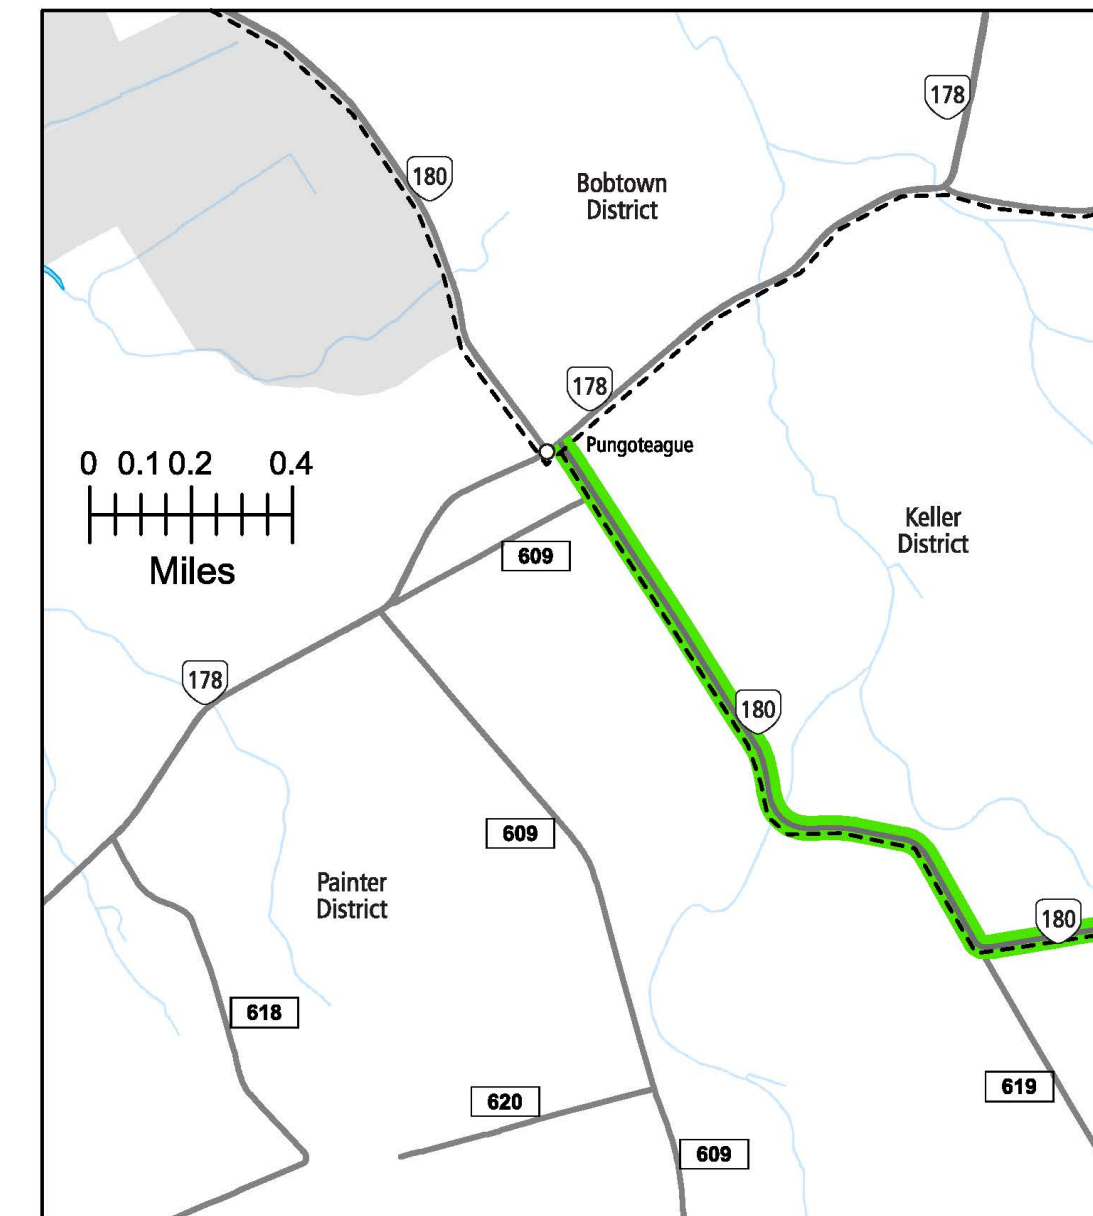 178
180
Bobtown
District
178
Pungoteague
0 0.1 0.2 0.4
Miles
Keller
District
609
178
180
609
Painter
District
180
618
619
620
609